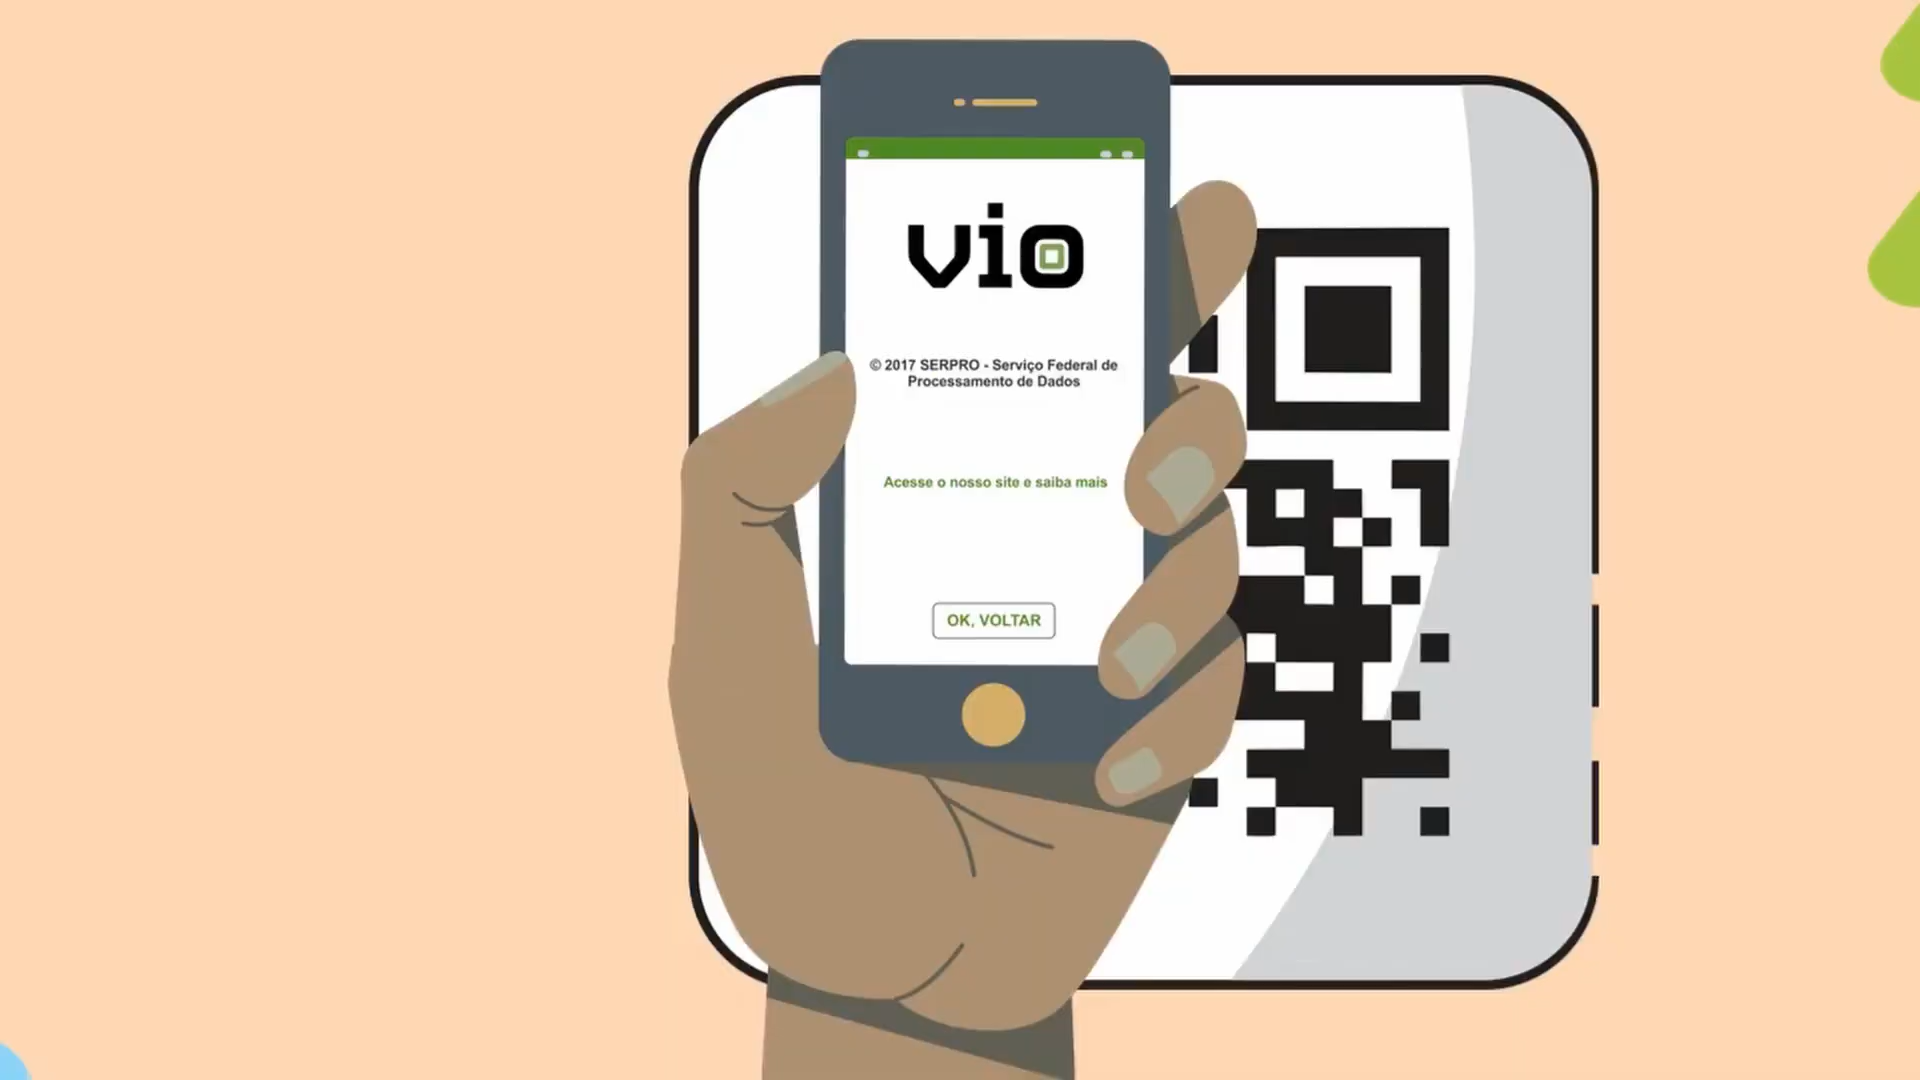 vio
© 2017 SERPRO - Serviço Federal de
Processamento de Dados
Acesse o nosso site e saiba mais
OK, VOLTAR